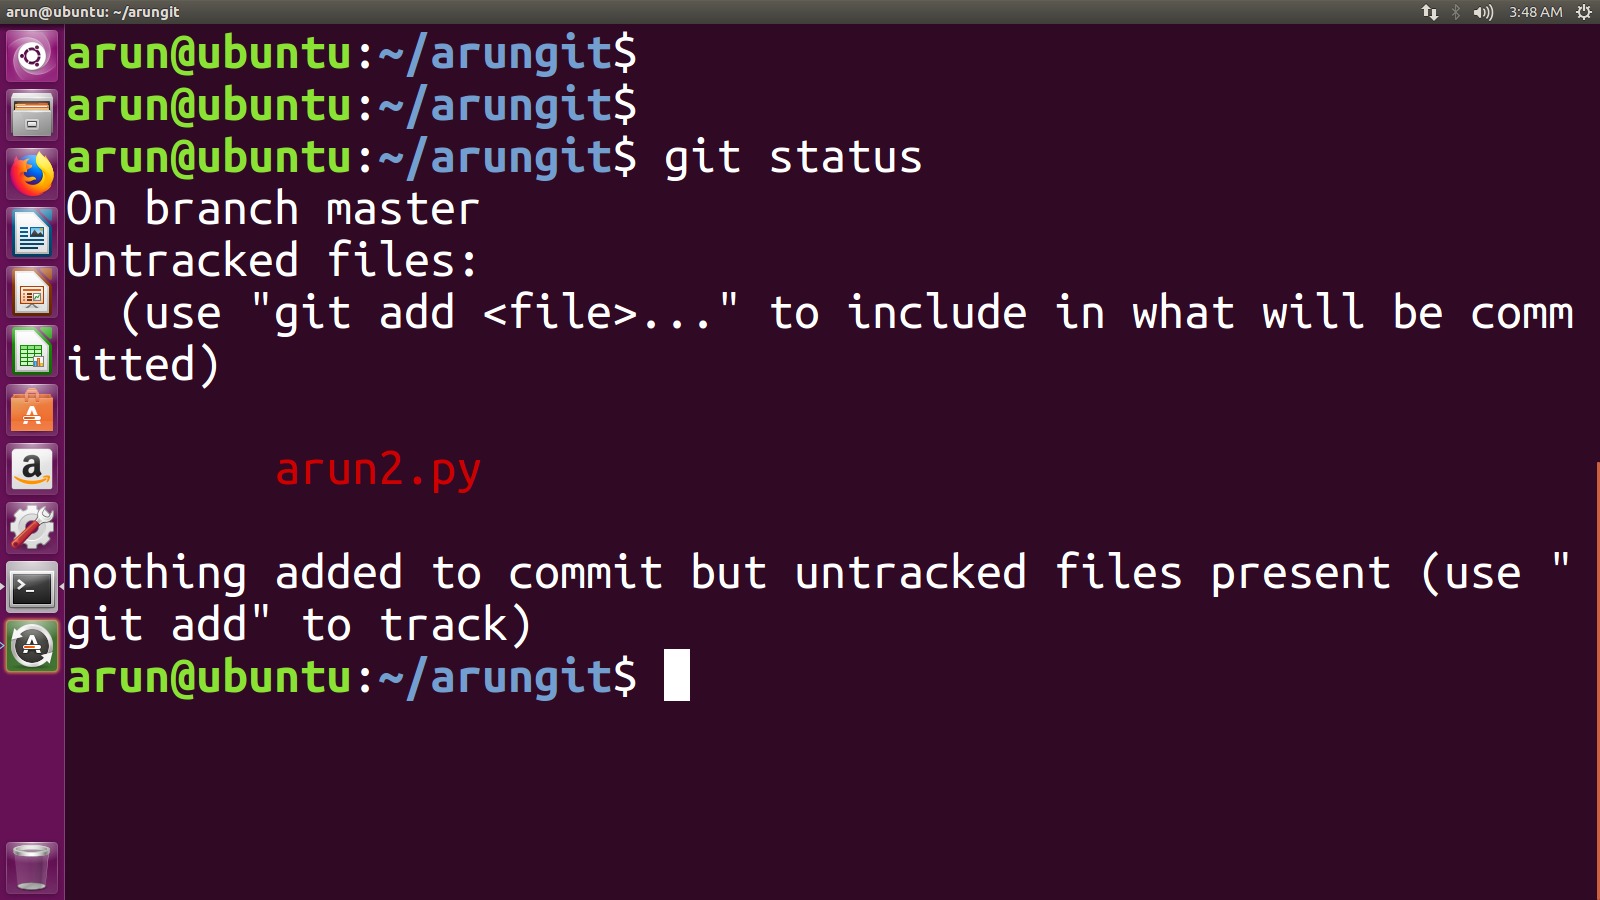 arun@ubuntu: ~/arungit
3:48 AM
arun@ubuntu:~/arungit$
arun@ubuntu:~/arungit$
arun@ubuntu:~/arungit$ git status
On branch master
Untracked files:
  (use "git add <file>..." to include in what will be comm
itted)
arun2.py
nothing added to commit but untracked files present (use "
git add" to track)
arun@ubuntu:~/arungit$